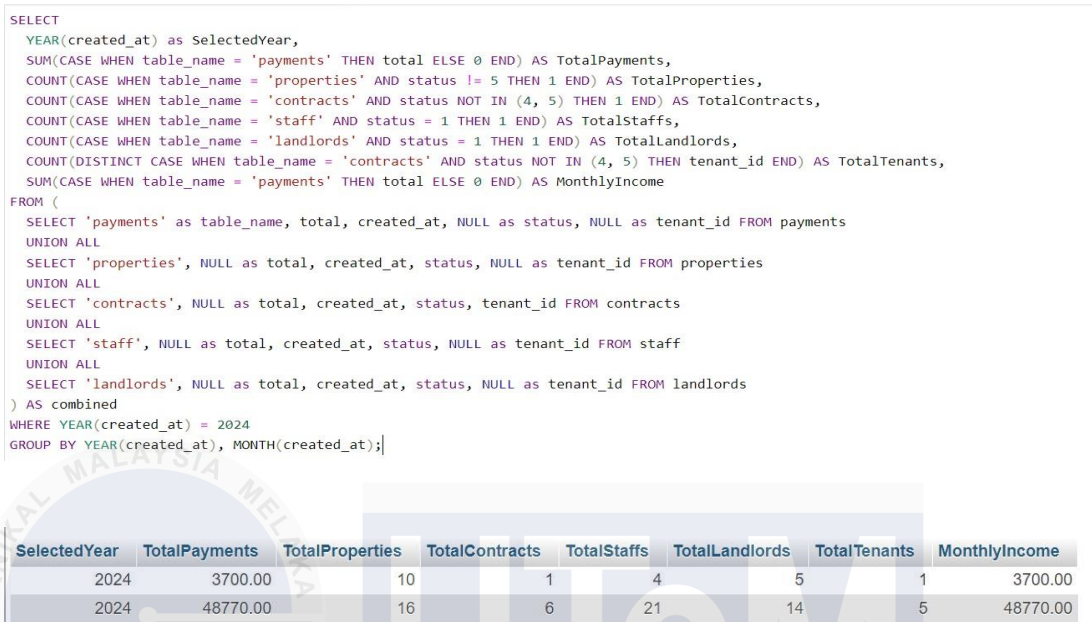 SELECT
YEAR(created_at) as SelectedYear,
SUM(CASE WHEN table_name = 'payments' THEN total ELSE 0 END) AS TotalPayments,
COUNT(CASE WHEN table_name = 'properties' AND status != 5 THEN 1 END) AS TotalProperties,
COUNT(CASE WHEN table_name = 'contracts' AND status NOT IN (4, 5) THEN 1 END) AS TotalContracts,
COUNT(CASE WHEN table_name = 'staff' AND status = 1 THEN 1 END) AS TotalStaffs,
COUNT(CASE WHEN table_name = 'landlords' AND status = 1 THEN 1 END) AS TotalLandlords,
COUNT(DISTINCT CASE WHEN table_name = 'contracts' AND status NOT IN (4, 5) THEN tenant_id END) AS TotalTenants,
SUM(CASE WHEN table_name = 'payments' THEN total ELSE 0 END) AS MonthlyIncome
FROM (
SELECT 'payments' as table_name, total, created_at, NULL as status, NULL as tenant_id FROM payments
UNION ALL
SELECT 'properties', NULL as total, created_at, status, NULL as tenant_id FROM properties
UNION ALL
SELECT 'contracts', NULL as total, created_at, status, tenant_id FROM contracts
UNION ALL
SELECT 'staff', NULL as total, created_at, status, NULL as tenant_id FROM staff
UNION ALL
SELECT 'landlords', NULL as total, created_at, status, NULL as tenant_id FROM landlords
) AS combined
WHERE YEAR(created_at) = 2024
GROUP BY YEAR(created_at), MONTH(created_at);
MALAYSIA MELAKA
SelectedYear TotalPayments TotalProperties TotalContracts TotalStaffs TotalLandlords TotalTenants MonthlyIncome
2024 3700.00 10 1 4 5 1 3700.00
2024 48770.00 16 6 21 14 5 48770.00